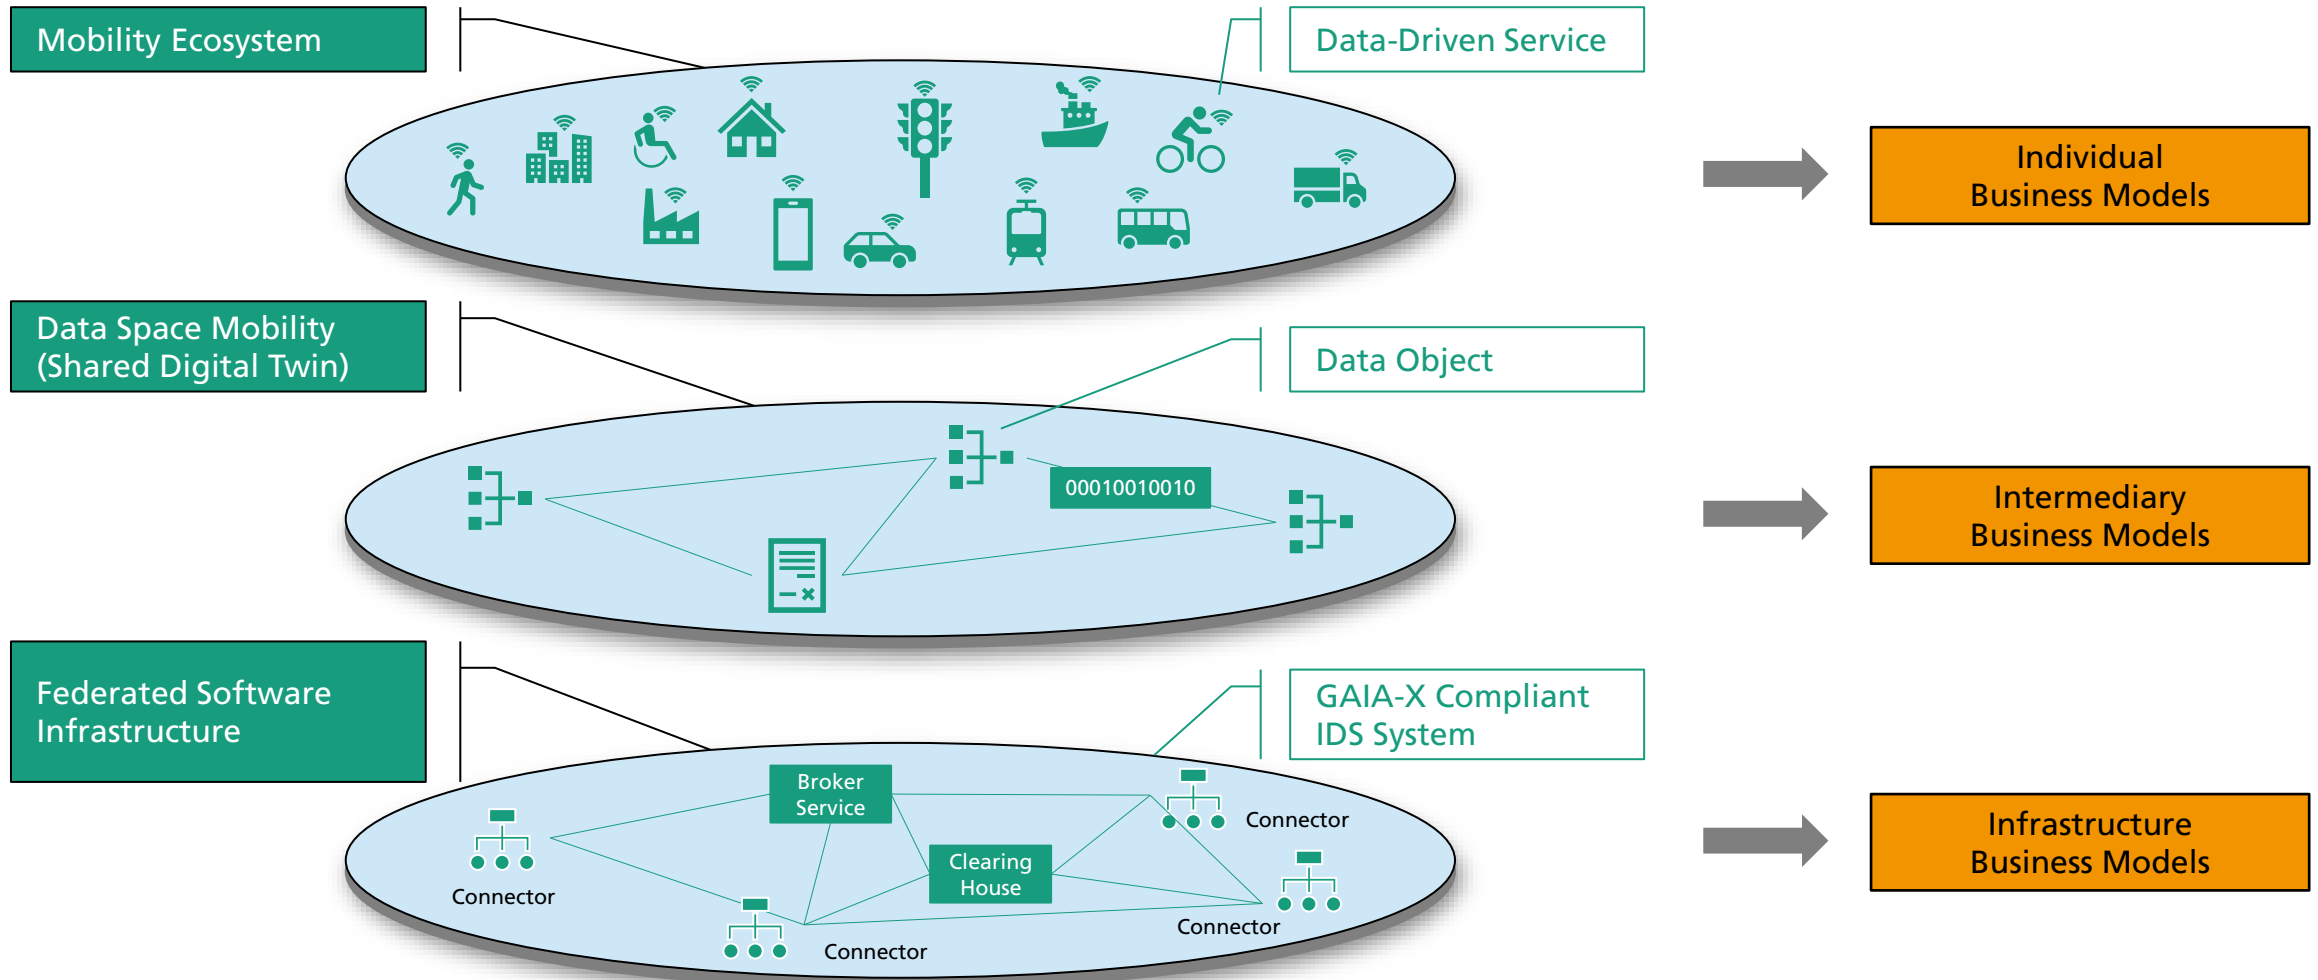 Mobility Ecosystem
Data-Driven Service
Individual
Business Models
Data Space Mobility
(Shared Digital Twin)
Data Object
00010010010
Intermediary
Business Models
Federated Software
Infrastructure
GAIA-X Compliant
IDS System
Broker
Service
Connector
Clearing
House
Connector
Connector
Connector
Infrastructure
Business Models